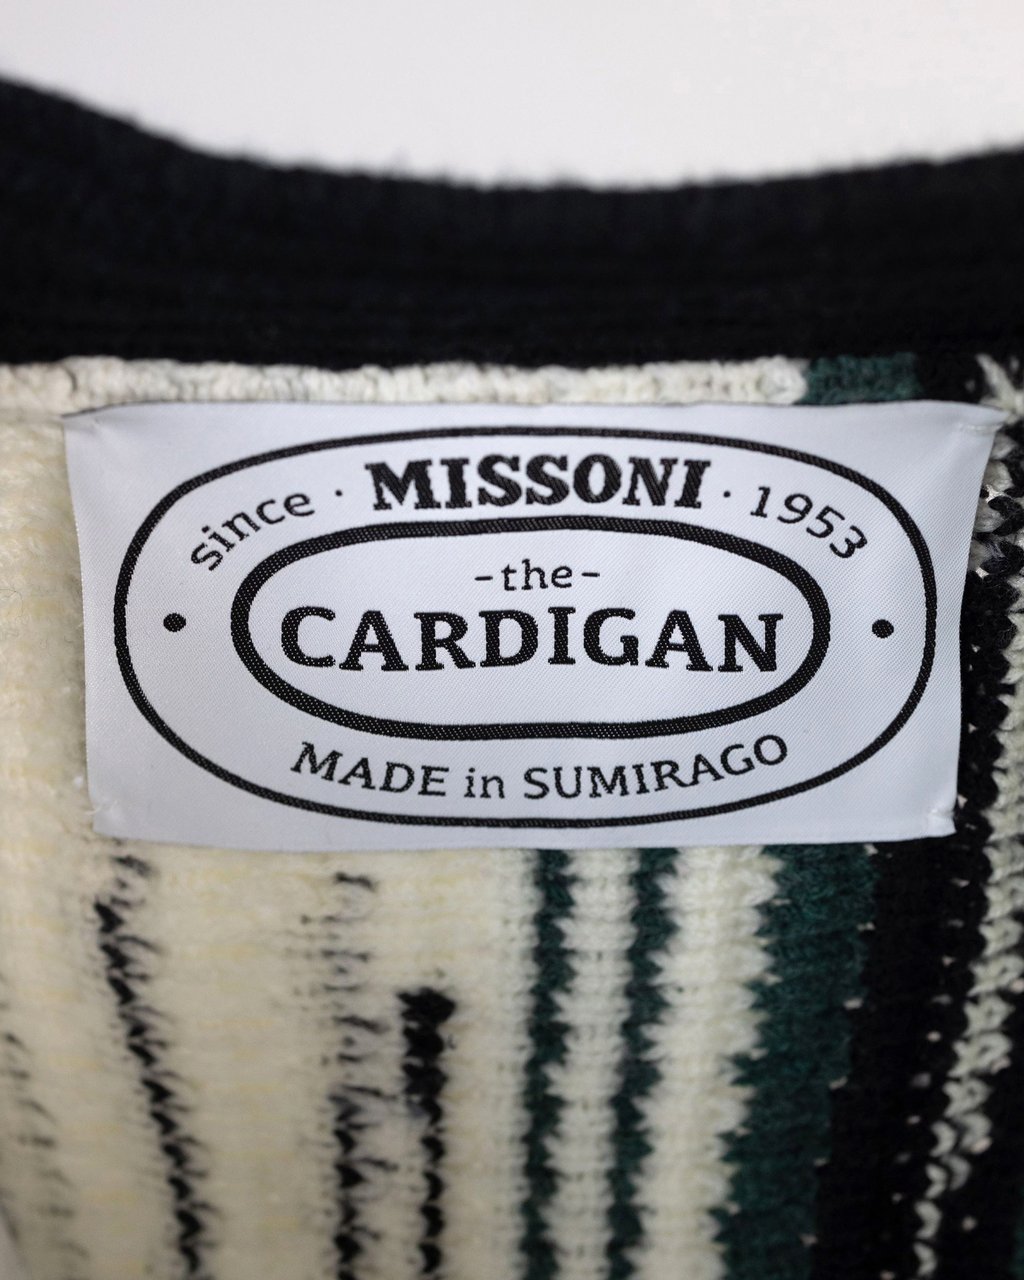 since · MISSONI · 1953
-the-
CARDIGAN
MADE in SUMIRAGO